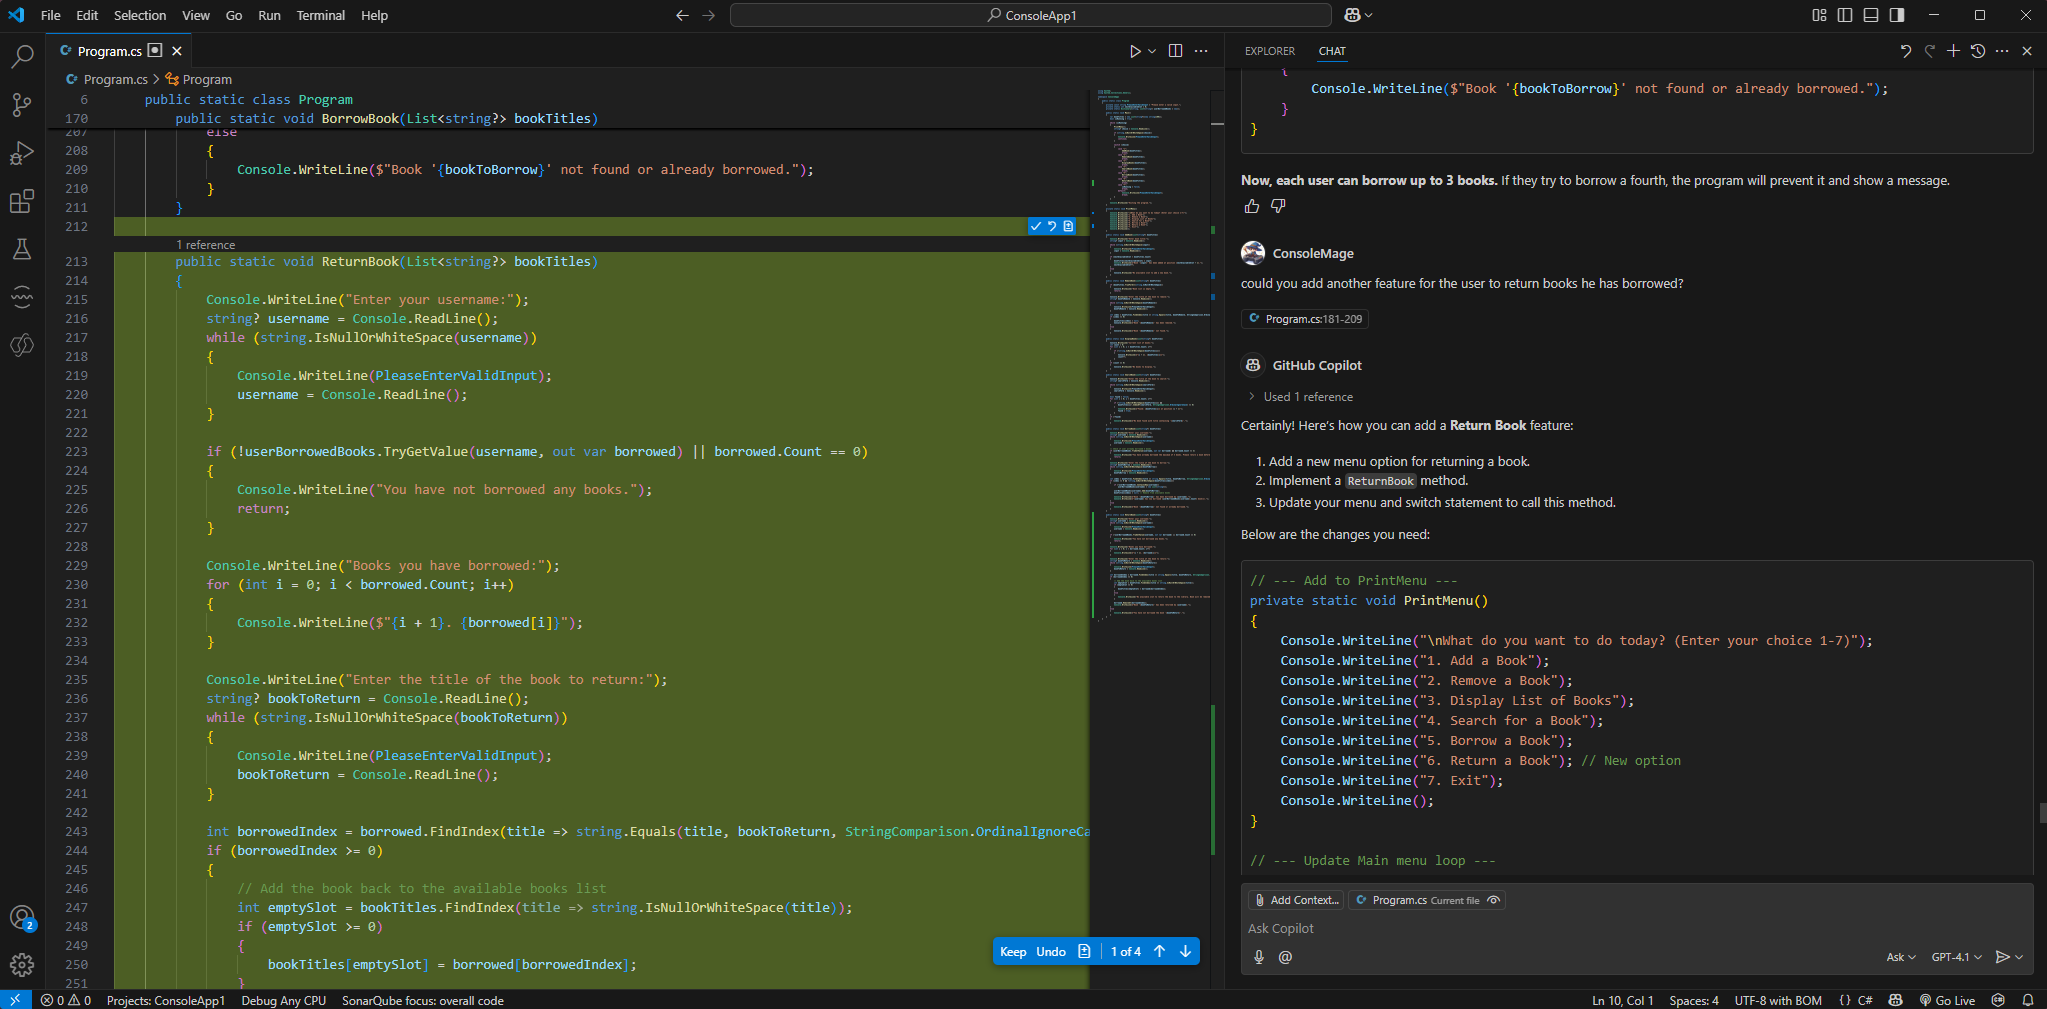 File Edit Selection View Go Run Terminal Help
ConsoleApp1
Program.cs
Program.cs > Program
6 public static class Program
170 public static void BorrowBook(List<string?> bookTitles)
207 else
208 {
209 Console.WriteLine($"Book '{bookToBorrow}' not found or already borrowed.");
210 }
211 }
212
1 reference
213 public static void ReturnBook(List<string?> bookTitles)
214 {
215 Console.WriteLine("Enter your username:");
216 string? username = Console.ReadLine();
217 while (string.IsNullOrWhiteSpace(username))
218 {
219 Console.WriteLine(PleaseEnterValidInput);
220 username = Console.ReadLine();
221 }
222
223 if (!userBorrowedBooks.TryGetValue(username, out var borrowed) || borrowed.Count == 0)
224 {
225 Console.WriteLine("You have not borrowed any books.");
226 return;
227 }
228
229 Console.WriteLine("Books you have borrowed:");
230 for (int i = 0; i < borrowed.Count; i++)
231 {
232 Console.WriteLine($"{i + 1}. {borrowed[i]}");
233 }
234
235 Console.WriteLine("Enter the title of the book to return:");
236 string? bookToReturn = Console.ReadLine();
237 while (string.IsNullOrWhiteSpace(bookToReturn))
238 {
239 Console.WriteLine(PleaseEnterValidInput);
240 bookToReturn = Console.ReadLine();
241 }
242
243 int borrowedIndex = borrowed.FindIndex(title => string.Equals(title, bookToReturn, StringComparison.OrdinalIgnoreCa
244 if (borrowedIndex >= 0)
245 {
246 // Add the book back to the available books list
247 int emptySlot = bookTitles.FindIndex(title => string.IsNullOrWhiteSpace(title));
248 if (emptySlot >= 0)
249 {
250 bookTitles[emptySlot] = borrowed[borrowedIndex];
251 }
Keep Undo 1 of 4
EXPLORER CHAT
{
Console.WriteLine($"Book '{bookToBorrow}' not found or already borrowed.");
}
}
Now, each user can borrow up to 3 books. If they try to borrow a fourth, the program will prevent it and show a message.
ConsoleMage
could you add another feature for the user to return books he has borrowed?
Program.cs:181-209
GitHub Copilot
> Used 1 reference
Certainly! Here's how you can add a Return Book feature:
1. Add a new menu option for returning a book.
2. Implement a ReturnBook method.
3. Update your menu and switch statement to call this method.
Below are the changes you need:
// --- Add to PrintMenu ---
private static void PrintMenu()
{
Console.WriteLine("\nWhat do you want to do today? (Enter your choice 1-7)");
Console.WriteLine("1. Add a Book");
Console.WriteLine("2. Remove a Book");
Console.WriteLine("3. Display List of Books");
Console.WriteLine("4. Search for a Book");
Console.WriteLine("5. Borrow a Book");
Console.WriteLine("6. Return a Book"); // New option
Console.WriteLine("7. Exit");
Console.WriteLine();
}
// --- Update Main menu loop ---
Add Context... Program.cs Current file
Ask Copilot
@ Ask GPT-4.1
2
0 0 Projects: ConsoleApp1 Debug Any CPU SonarQube focus: overall code Ln 10, Col 1 Spaces: 4 UTF-8 with BOM {} C# Go Live